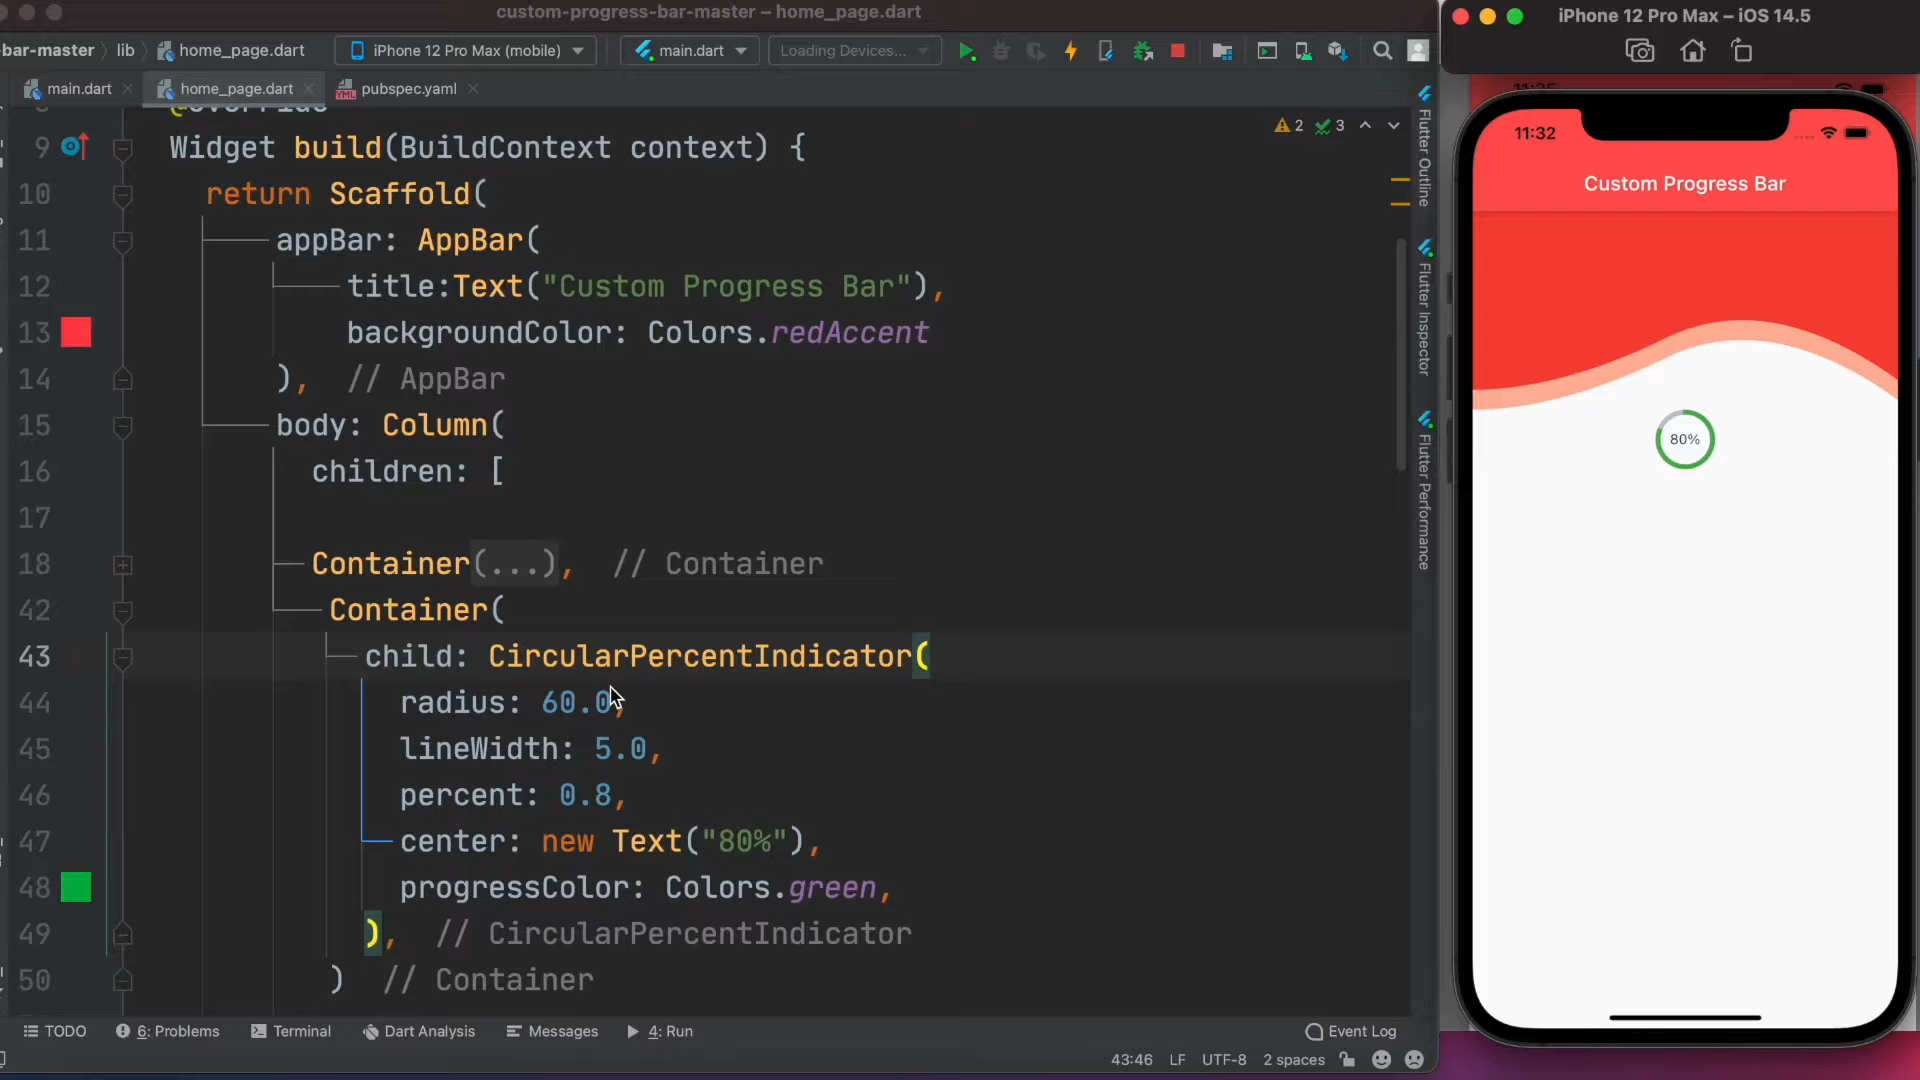 custom-progress-bar-master – home_page.dart
-bar-master lib home_page.dart iPhone 12 Pro Max (mobile) main.dart Loading Devices...
main.dart home_page.dart pubspec.yaml
@override
9 Widget build(BuildContext context) {
2 3
10 return Scaffold(
11 appBar: AppBar(
12 title:Text("Custom Progress Bar"),
13 backgroundColor: Colors.redAccent
14 ), // AppBar
15 body: Column(
16 children: [
17
18 Container(...), // Container
42 Container(
43 child: CircularPercentIndicator(
44 radius: 60.0,
45 lineWidth: 5.0,
46 percent: 0.8,
47 center: new Text("80%"),
48 progressColor: Colors.green,
49 ), // CircularPercentIndicator
50 ) // Container
Flutter Outline
Flutter Inspector
Flutter Performance
TODO 6: Problems Terminal Dart Analysis Messages 4: Run Event Log
43:46 LF UTF-8 2 spaces
iPhone 12 Pro Max – iOS 14.5
11:32
Custom Progress Bar
80%